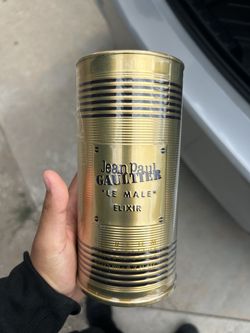 Jean Paul
GAULTIER
"LE MALE"
ELIXIR